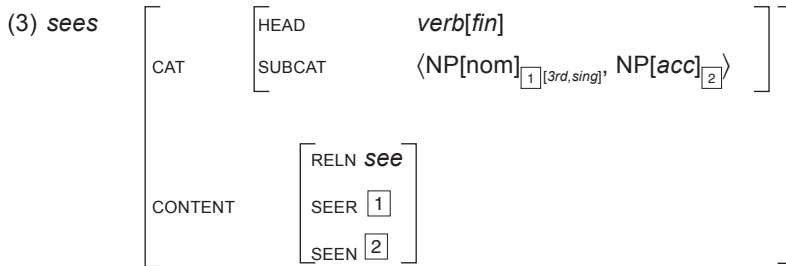 (3) sees
HEAD verb[fin]
CAT SUBCAT ⟨NP[nom]1[3rd,sing], NP[acc]2⟩
RELN see
CONTENT SEER 1
SEEN 2